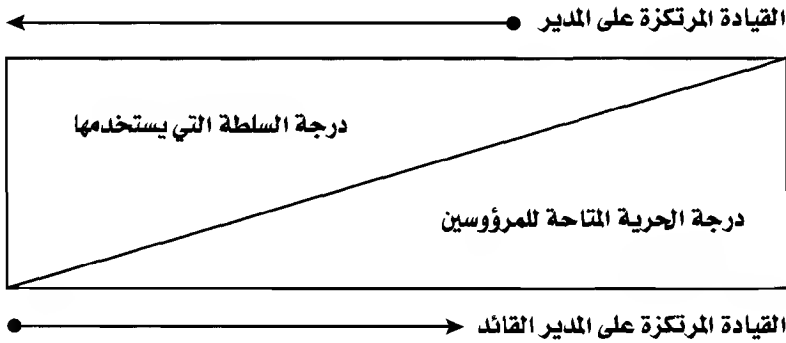 القيادة المرتكزة على المدير
درجة السلطة التي يستخدمها
درجة الحرية المتاحة للمرؤوسين
القيادة المرتكزة على المدير القائد